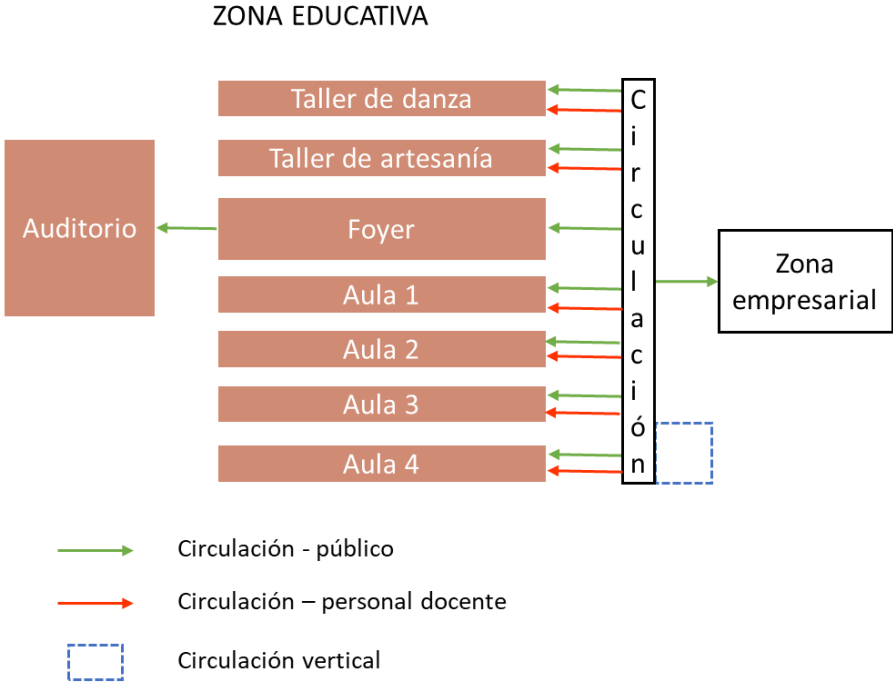 ZONA EDUCATIVA
Taller de danza
Taller de artesanía
Auditorio
Foyer
Aula 1
Aula 2
Aula 3
Aula 4
Circulación
Zona
empresarial
Circulación - público
Circulación – personal docente
Circulación vertical